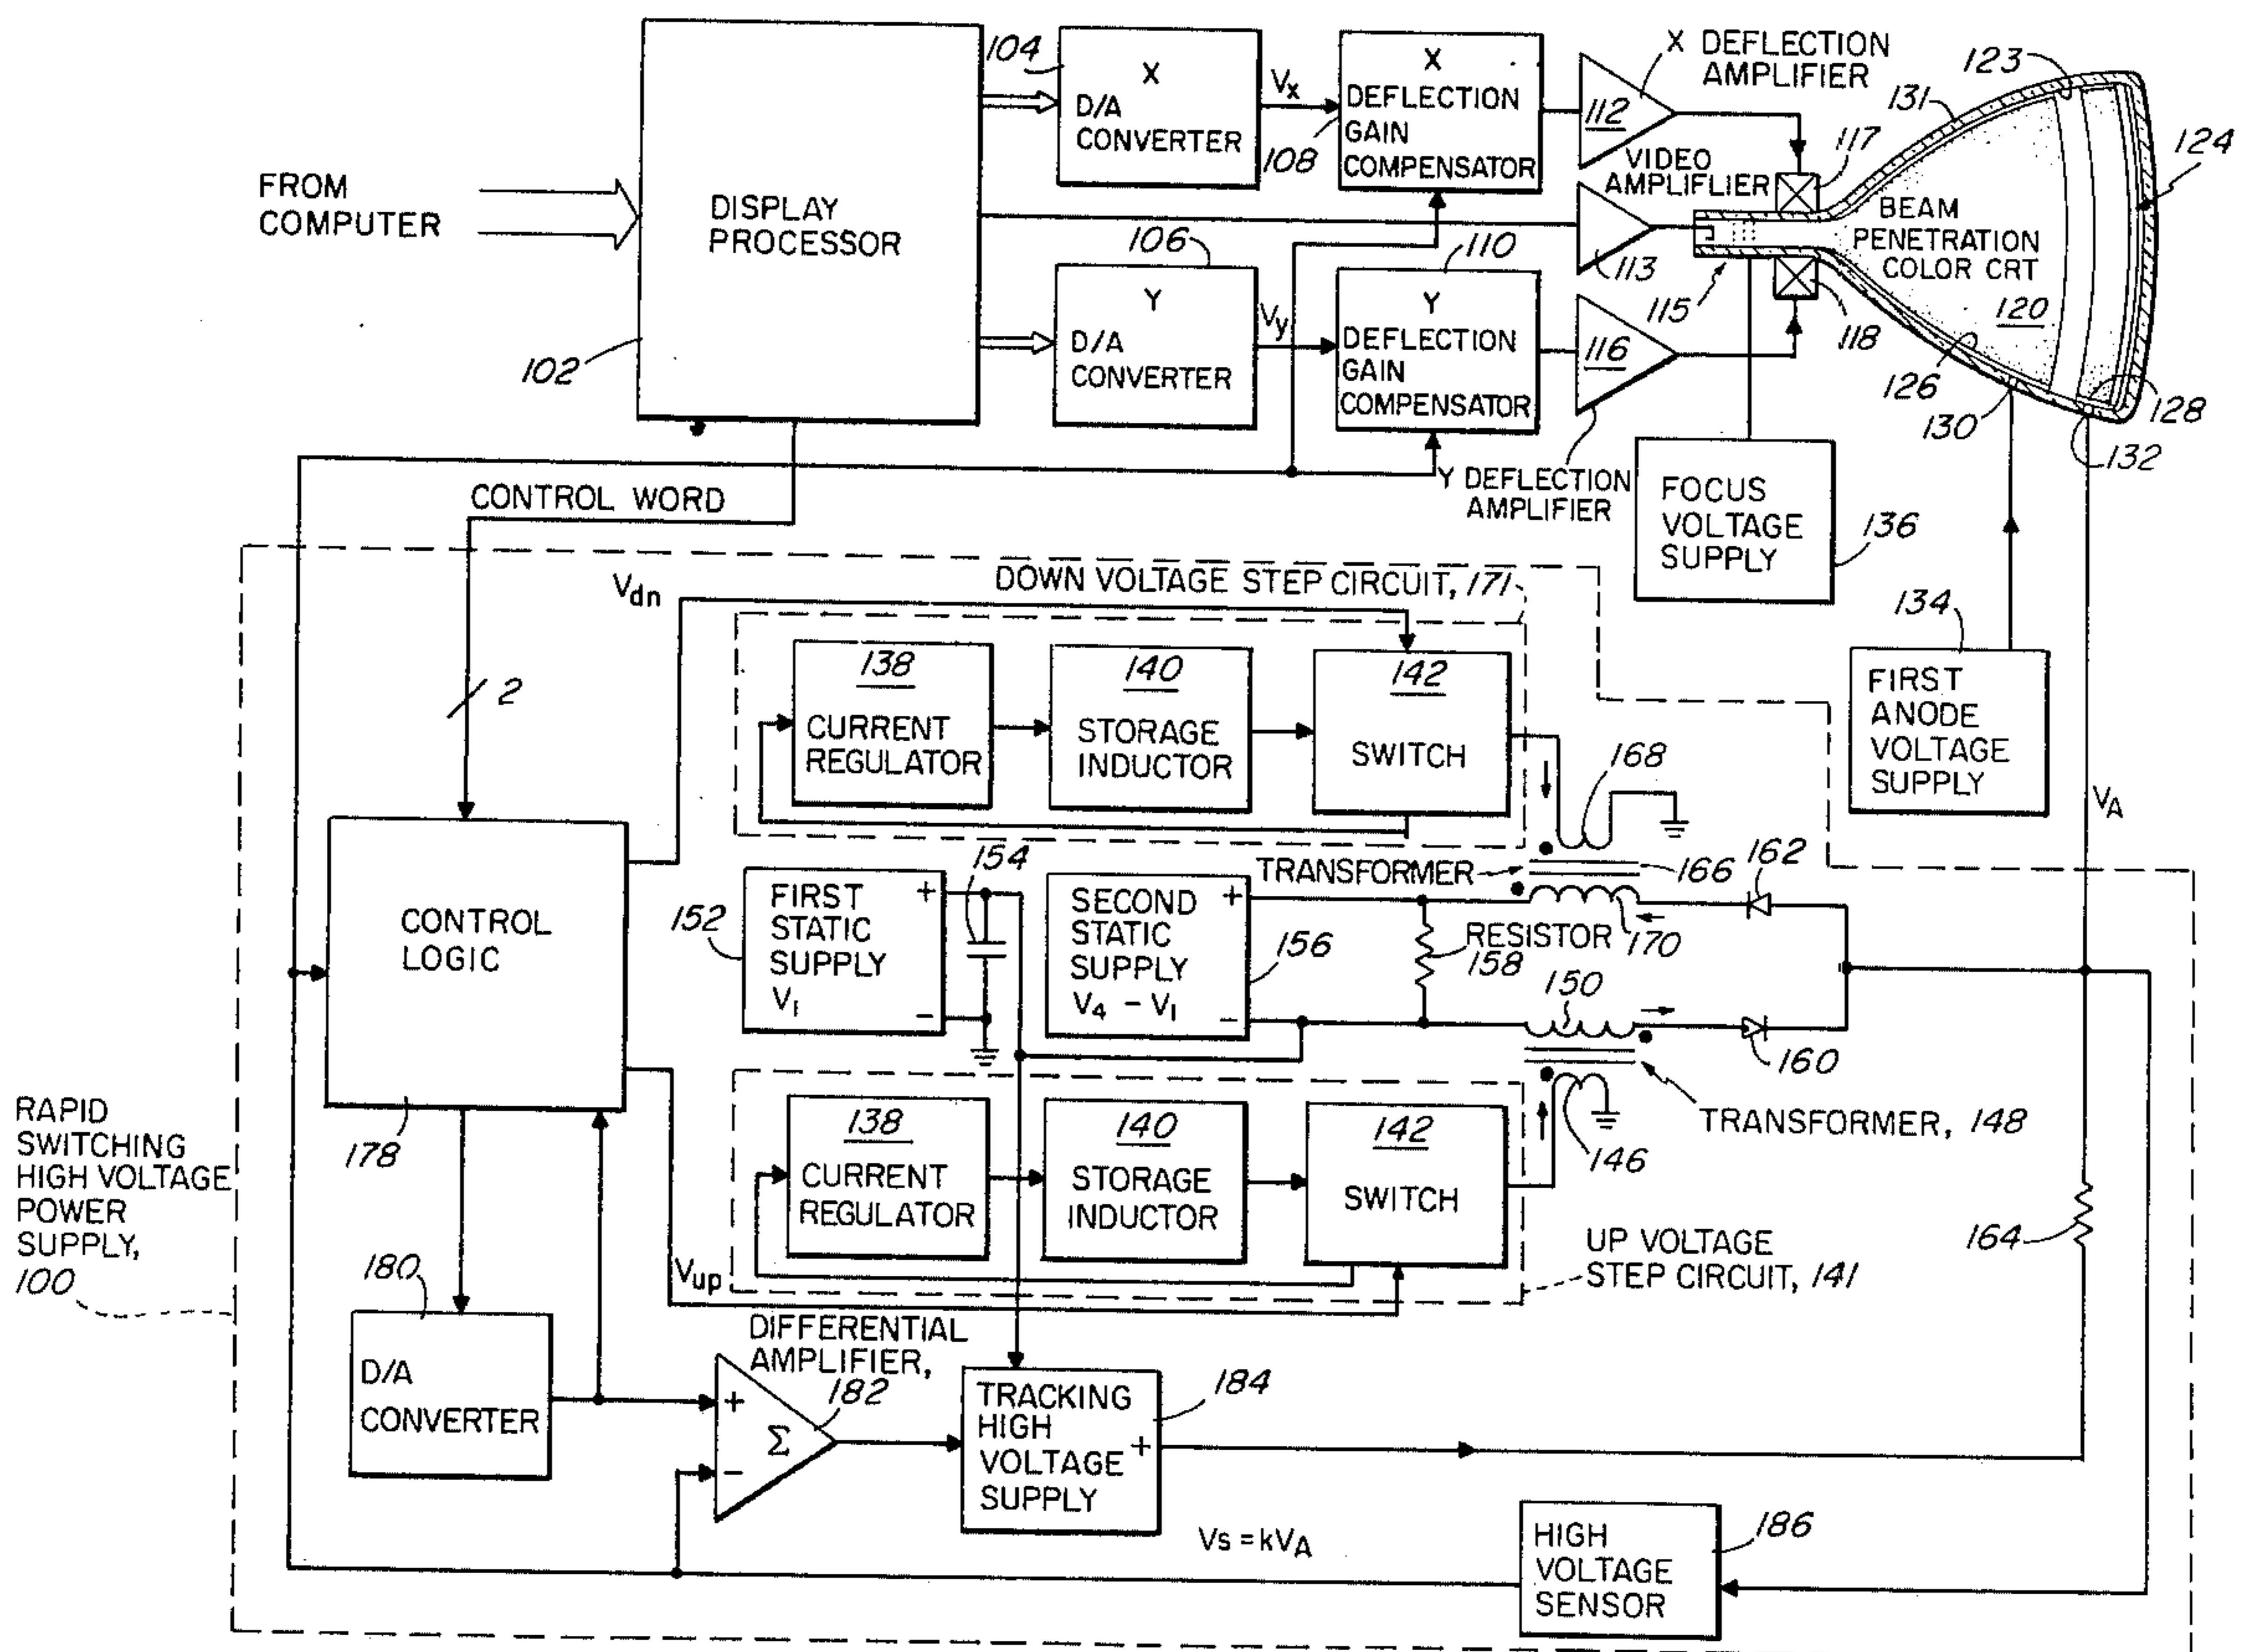 FROM
COMPUTER
DISPLAY
PROCESSOR
102
104
X
D/A
CONVERTER
Vx
X
DEFLECTION
GAIN
COMPENSATOR
108
X DEFLECTION
AMPLIFIER
112
VIDEO
AMPLIFLIER
113
106
Y
D/A
CONVERTER
Vy
110
Y
DEFLECTION
GAIN
COMPENSATOR
116
Y DEFLECTION
AMPLIFIER
115
117
118
131
123
124
BEAM
PENETRATION
COLOR CRT
120
126
130
128
132
FOCUS
VOLTAGE
SUPPLY
136
134
FIRST
ANODE
VOLTAGE
SUPPLY
VA
CONTROL WORD
2
Vdn
DOWN VOLTAGE STEP CIRCUIT, 171
138
CURRENT
REGULATOR
140
STORAGE
INDUCTOR
142
SWITCH
168
TRANSFORMER
166
162
CONTROL
LOGIC
178
152
FIRST
STATIC
SUPPLY
V1
+
-
154
SECOND
STATIC
SUPPLY
V4 - V1
+
-
156
RESISTOR
158
170
150
160
TRANSFORMER, 148
146
138
CURRENT
REGULATOR
140
STORAGE
INDUCTOR
142
SWITCH
Vup
UP VOLTAGE
STEP CIRCUIT, 141
164
RAPID
SWITCHING
HIGH VOLTAGE
POWER
SUPPLY,
100
180
D/A
CONVERTER
DIFFERENTIAL
AMPLIFIER,
182
+
Σ
-
TRACKING
HIGH
VOLTAGE +
SUPPLY
184
Vs = kVA
HIGH
VOLTAGE
SENSOR
186